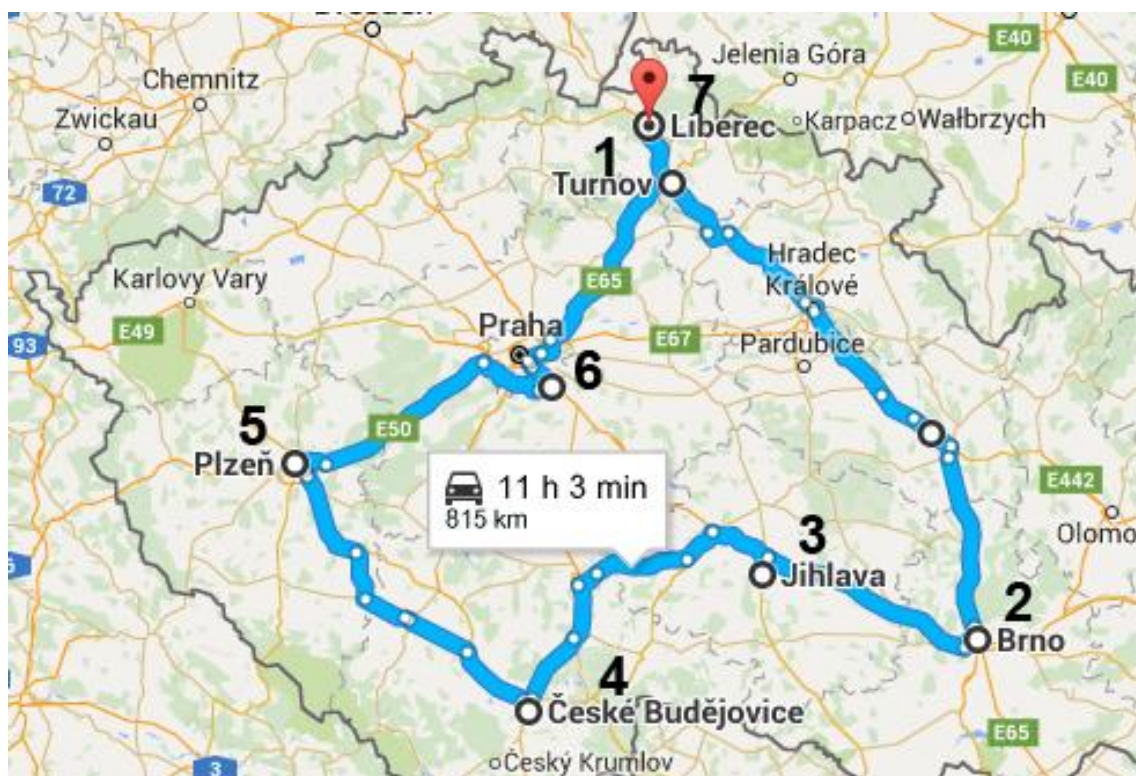 E40
Jelenia Góra
Chemnitz
E40
7
Zwickau
Liberec
Karpacz
Wałbrzych
1
Turnov
72
Hradec
Králové
Karlovy Vary
E65
E49
Praha
E67
93
Pardubice
6
5
E50
Plzeň
11 h 3 min
815 km
E442
Olomo
3
Jihlava
2
Brno
4
České Budějovice
E65
Český Krumlov
3